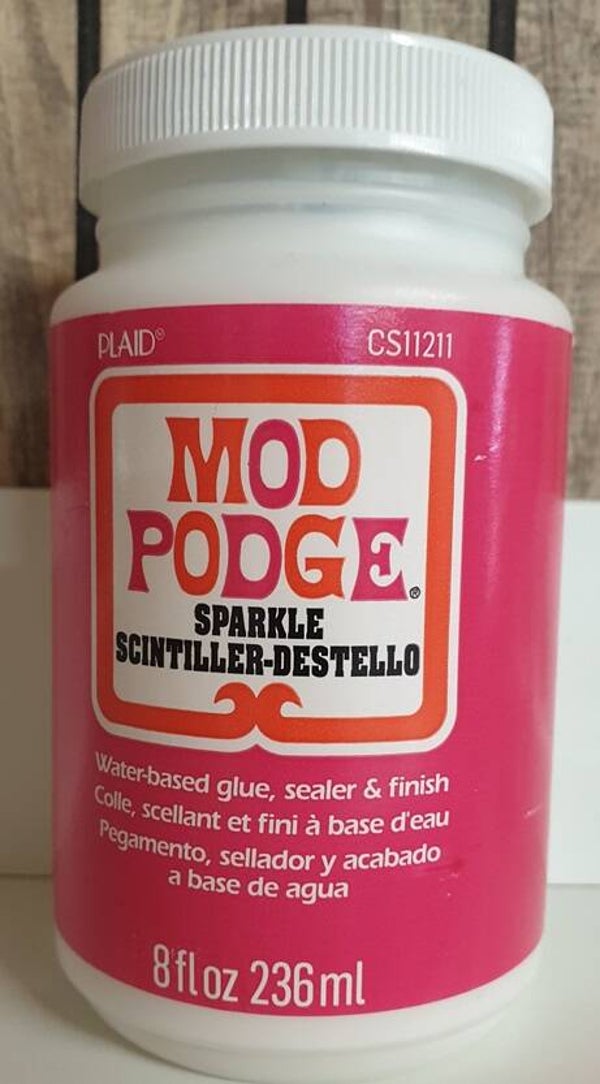 PLAID® CS11211
MOD
PODGE®
SPARKLE
SCINTILLER-DESTELLO
Water-based glue, sealer & finish
Colle, scellant et fini à base d'eau
Pegamento, sellador y acabado
a base de agua
8 fl oz 236 ml